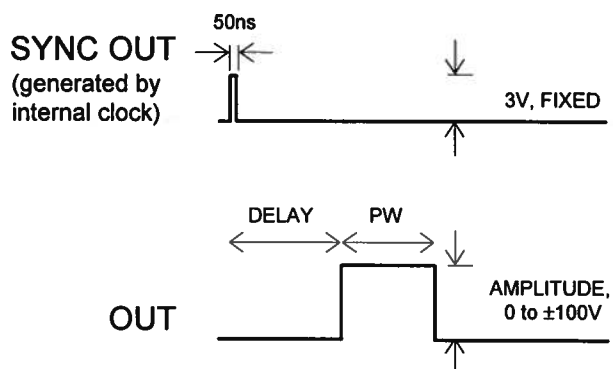 50ns
SYNC OUT
(generated by
internal clock)
3V, FIXED
DELAY
PW
AMPLITUDE,
0 to ±100V
OUT